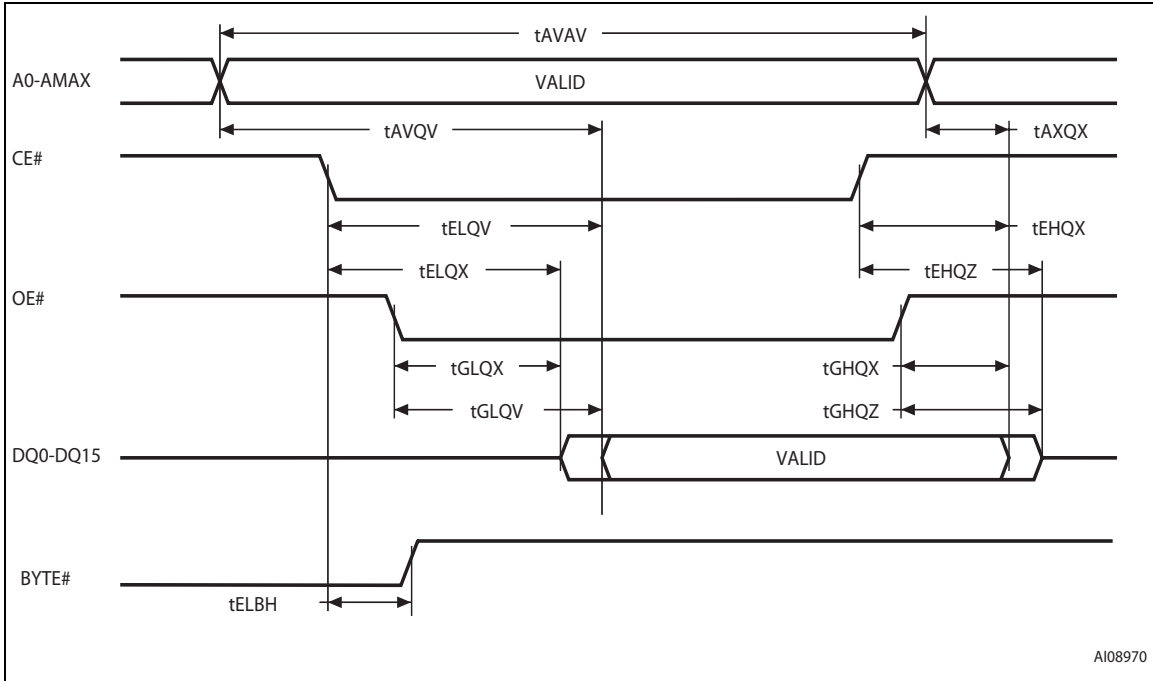 tAVAV
A0-AMAX
VALID
tAVQV
tAXQX
CE#
tELQV
tEHQX
tELQX
tEHQZ
OE#
tGLQX
tGHQX
tGLQV
tGHQZ
DQ0-DQ15
VALID
BYTE#
tELBH
AI08970